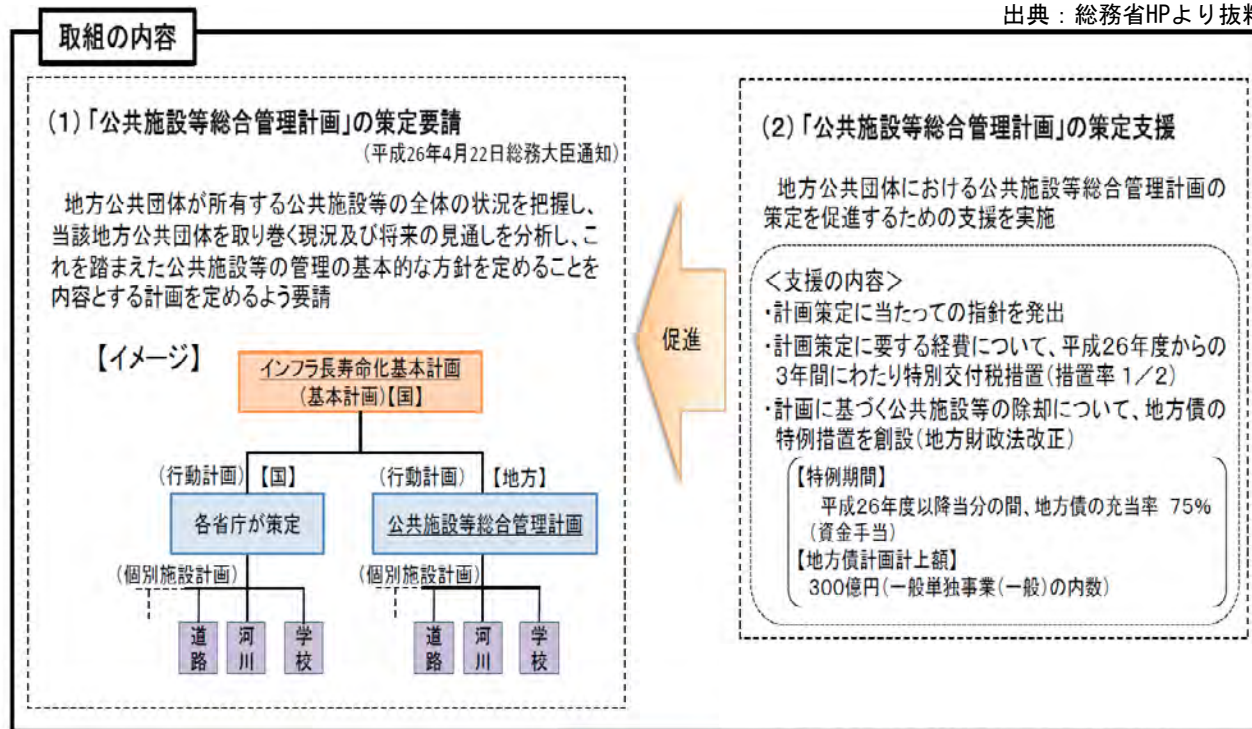 出典：総務省HPより抜粋
取組の内容
(1)「公共施設等総合管理計画」の策定要請
(平成26年4月22日総務大臣通知)
地方公共団体が所有する公共施設等の全体の状況を把握し、
当該地方公共団体を取り巻く現況及び将来の見通しを分析し、こ
れを踏まえた公共施設等の管理の基本的な方針を定めることを
内容とする計画を定めるよう要請
【イメージ】
インフラ長寿命化基本計画
(基本計画)【国】
(行動計画)【国】
(行動計画)【地方】
各省庁が策定
公共施設等総合管理計画
(個別施設計画)
(個別施設計画)
道路
河川
学校
道路
河川
学校
促進
(2)「公共施設等総合管理計画」の策定支援
地方公共団体における公共施設等総合管理計画の
策定を促進するための支援を実施
＜支援の内容＞
・計画策定に当たっての指針を発出
・計画策定に要する経費について、平成26年度からの
3年間にわたり特別交付税措置(措置率 1／2)
・計画に基づく公共施設等の除却について、地方債の
特例措置を創設(地方財政法改正)
【特例期間】
平成26年度以降当分の間、地方債の充当率 75%
(資金手当)
【地方債計画計上額】
300億円(一般単独事業(一般)の内数)